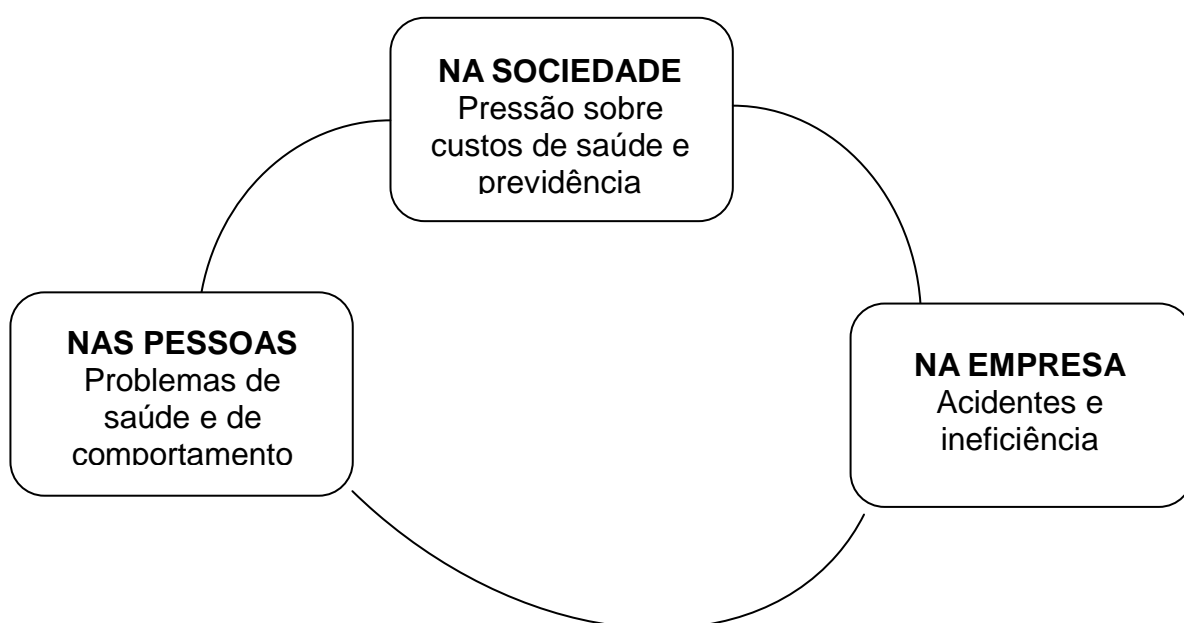 NA SOCIEDADE
Pressão sobre
custos de saúde e
previdência
NAS PESSOAS
Problemas de
saúde e de
comportamento
NA EMPRESA
Acidentes e
ineficiência